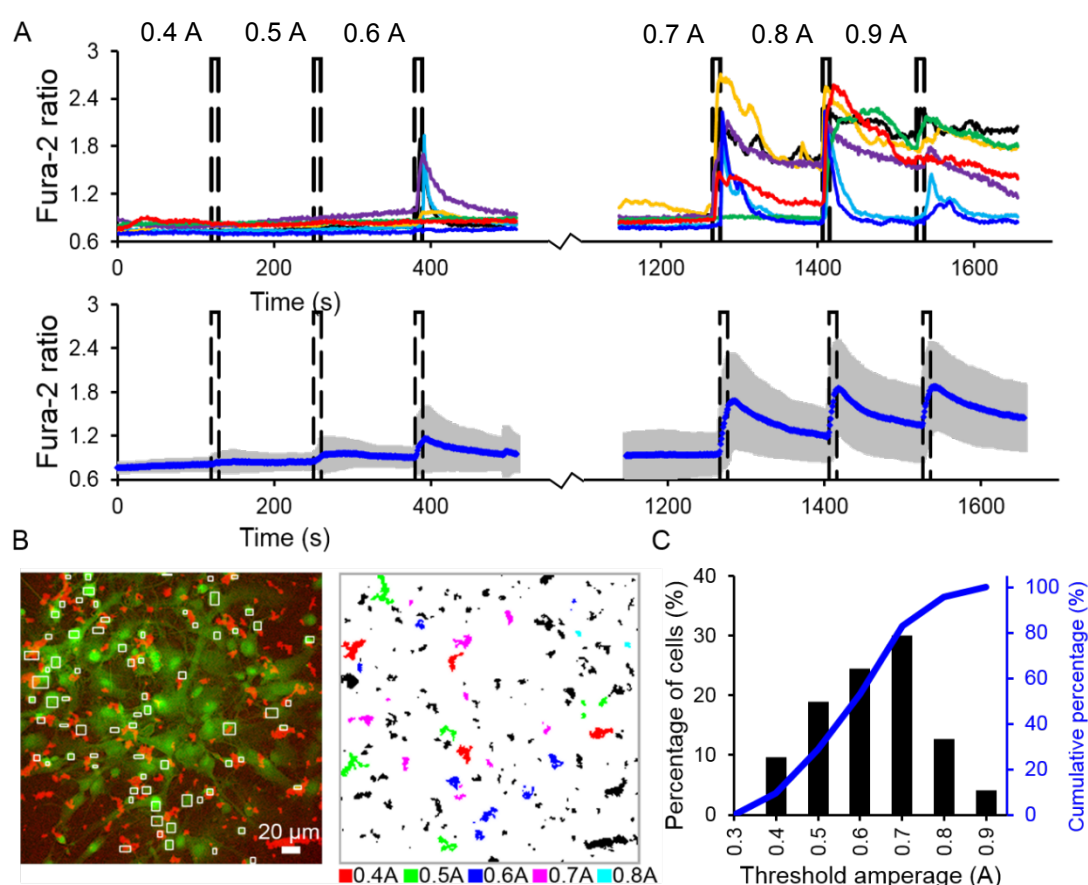 A
0.4 A 0.5 A 0.6 A 0.7 A 0.8 A 0.9 A
Fura-2 ratio
3
2.4
1.8
1.2
0.6
0 200 400 1200 1400 1600
Time (s)
Fura-2 ratio
3
2.4
1.8
1.2
0.6
0 200 400 1200 1400 1600
Time (s)
B
20 µm
0.4A 0.5A 0.6A 0.7A 0.8A
C
Percentage of cells (%)
40
30
20
10
0
0.3 0.4 0.5 0.6 0.7 0.8 0.9
Threshold amperage (A)
100
80
60
40
20
0
Cumulative percentage (%)